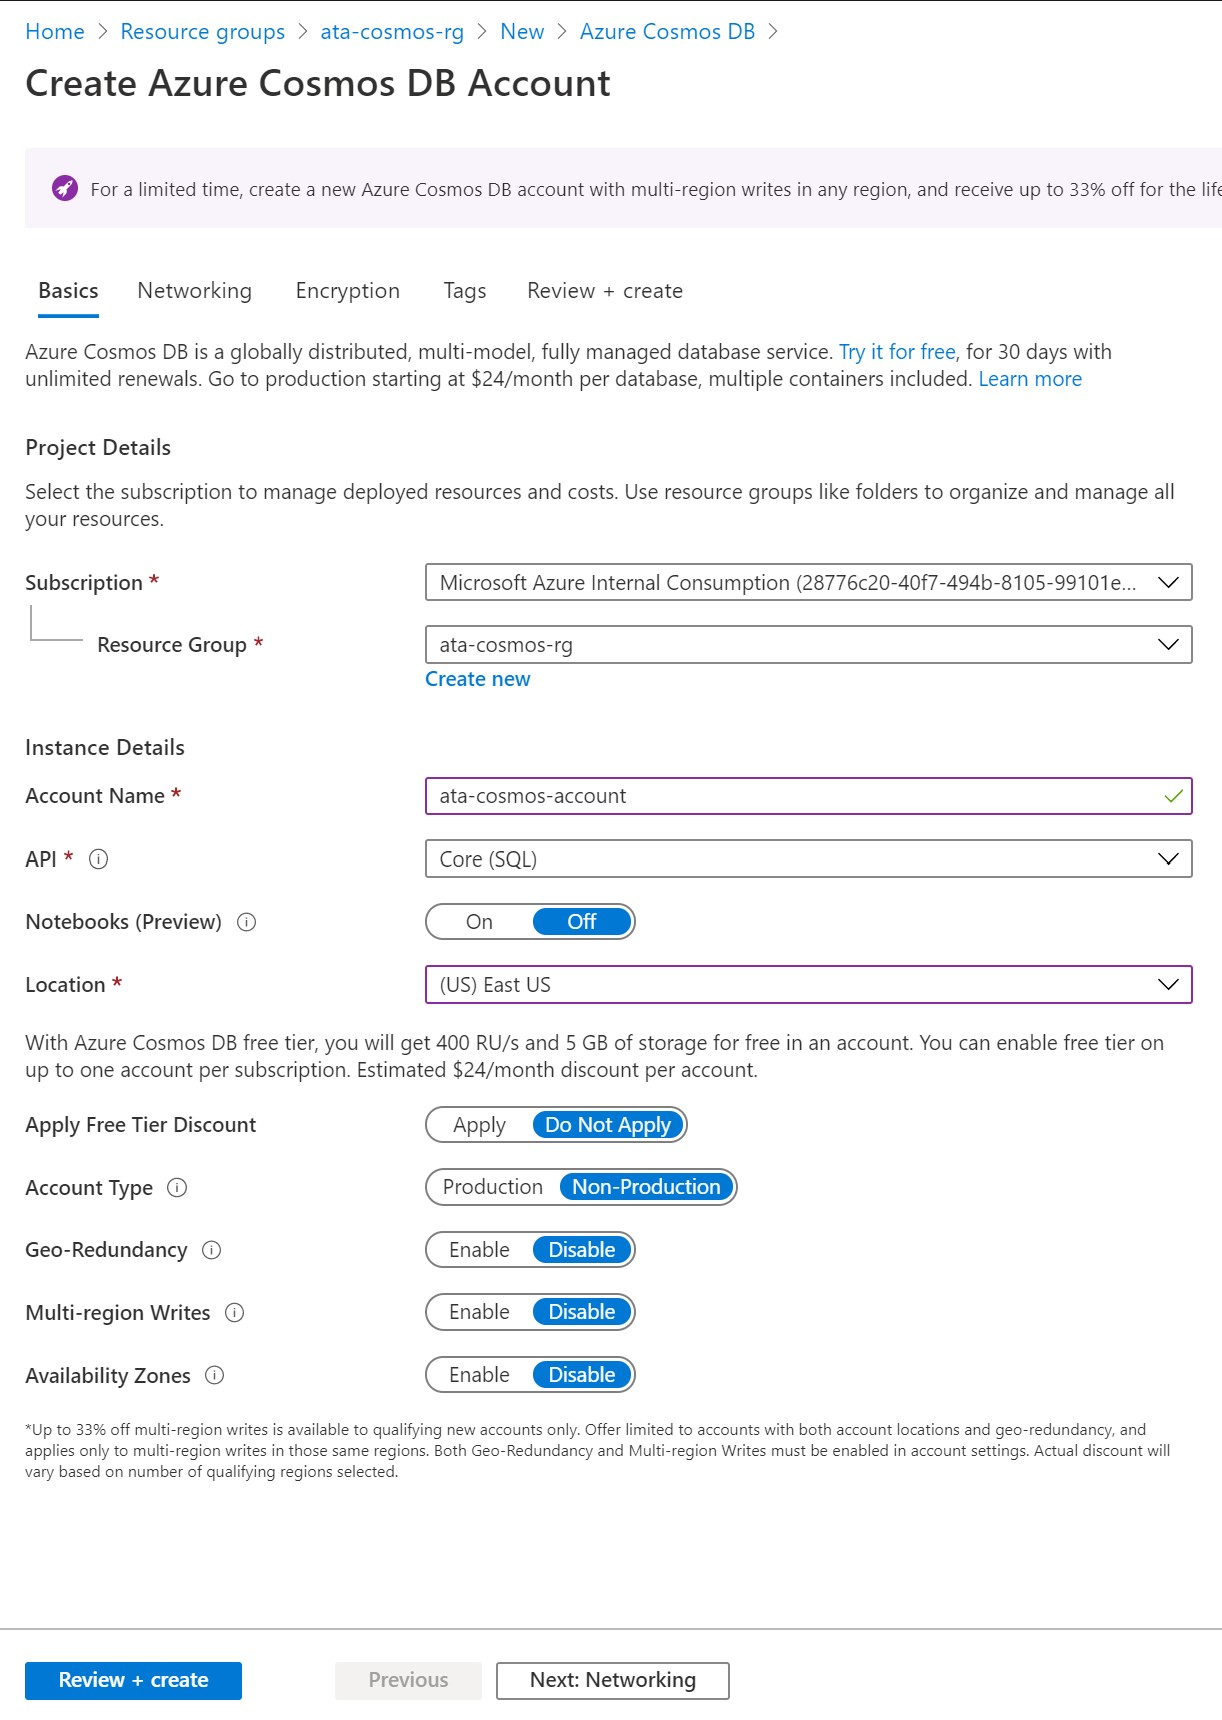 Home > Resource groups > ata-cosmos-rg > New > Azure Cosmos DB >
Create Azure Cosmos DB Account
For a limited time, create a new Azure Cosmos DB account with multi-region writes in any region, and receive up to 33% off for the life
Basics Networking Encryption Tags Review + create
Azure Cosmos DB is a globally distributed, multi-model, fully managed database service. Try it for free, for 30 days with
unlimited renewals. Go to production starting at $24/month per database, multiple containers included. Learn more
Project Details
Select the subscription to manage deployed resources and costs. Use resource groups like folders to organize and manage all
your resources.
Subscription * Microsoft Azure Internal Consumption (28776c20-40f7-494b-8105-99101e...
Resource Group * ata-cosmos-rg
Create new
Instance Details
Account Name * ata-cosmos-account
API * Core (SQL)
Notebooks (Preview) On Off
Location * (US) East US
With Azure Cosmos DB free tier, you will get 400 RU/s and 5 GB of storage for free in an account. You can enable free tier on
up to one account per subscription. Estimated $24/month discount per account.
Apply Free Tier Discount Apply Do Not Apply
Account Type Production Non-Production
Geo-Redundancy Enable Disable
Multi-region Writes Enable Disable
Availability Zones Enable Disable
*Up to 33% off multi-region writes is available to qualifying new accounts only. Offer limited to accounts with both account locations and geo-redundancy, and
applies only to multi-region writes in those same regions. Both Geo-Redundancy and Multi-region Writes must be enabled in account settings. Actual discount will
vary based on number of qualifying regions selected.
Review + create Previous Next: Networking